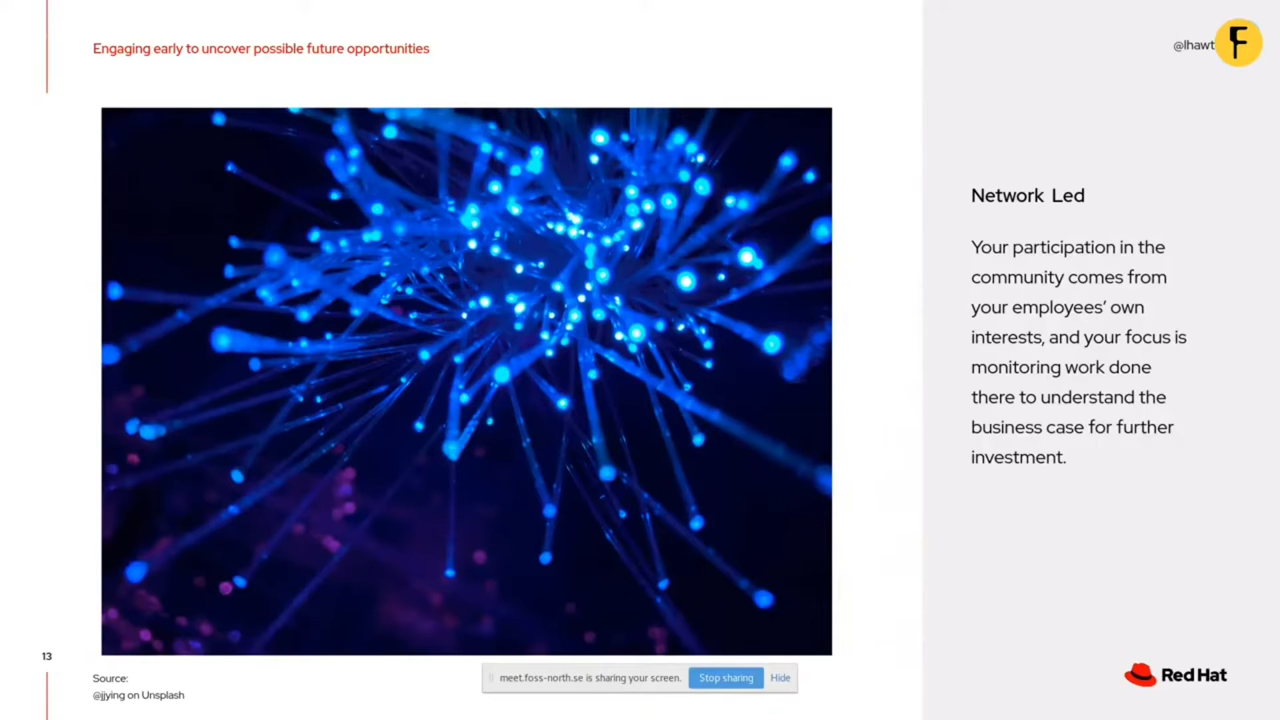 Engaging early to uncover possible future opportunities
@lhawt
F
Network Led
Your participation in the
community comes from
your employees’ own
interests, and your focus is
monitoring work done
there to understand the
business case for further
investment.
13
Source:
@jjying on Unsplash
meet.foss-north.se is sharing your screen.
Stop sharing
Hide
Red Hat